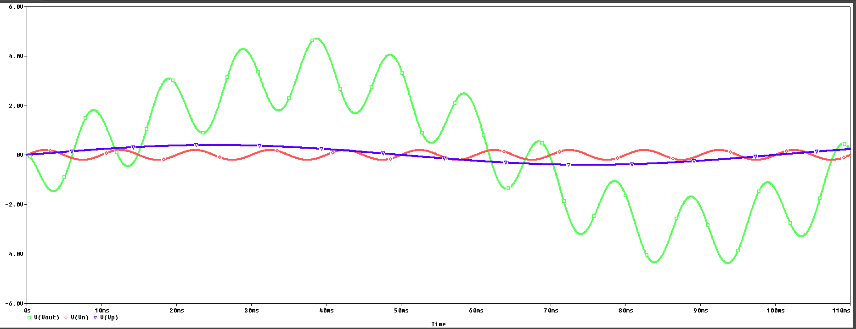 6.0V
4.0V
2.0V
0V
-2.0V
-4.0V
-6.0V
0s 10ms 20ms 30ms 40ms 50ms 60ms 70ms 80ms 90ms 100ms 110ms
V(Vout) V(Vn) V(Vp)
Time